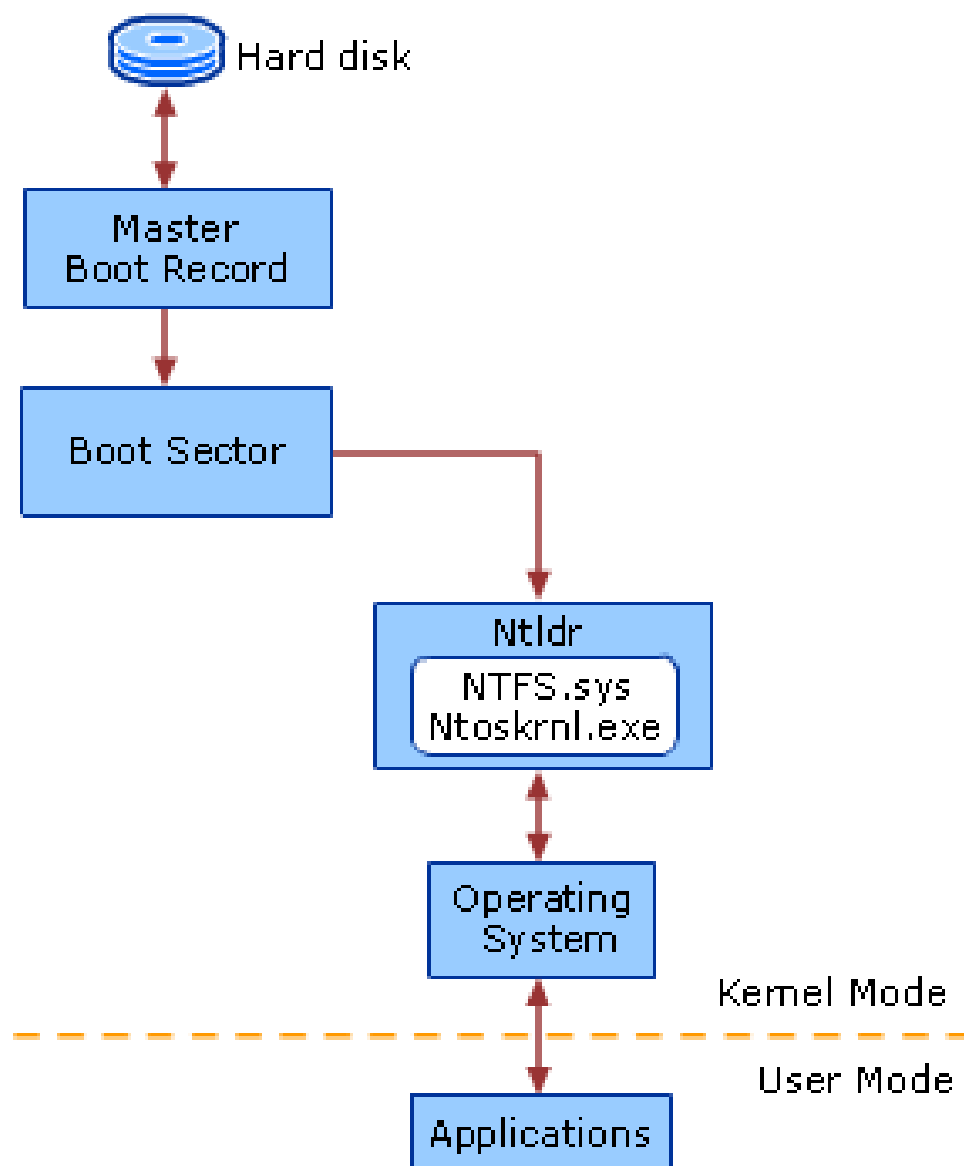 Hard disk
Master
Boot Record
Boot Sector
Ntldr
NTFS.sys
Ntoskrnl.exe
Operating
System
Kernel Mode
User Mode
Applications